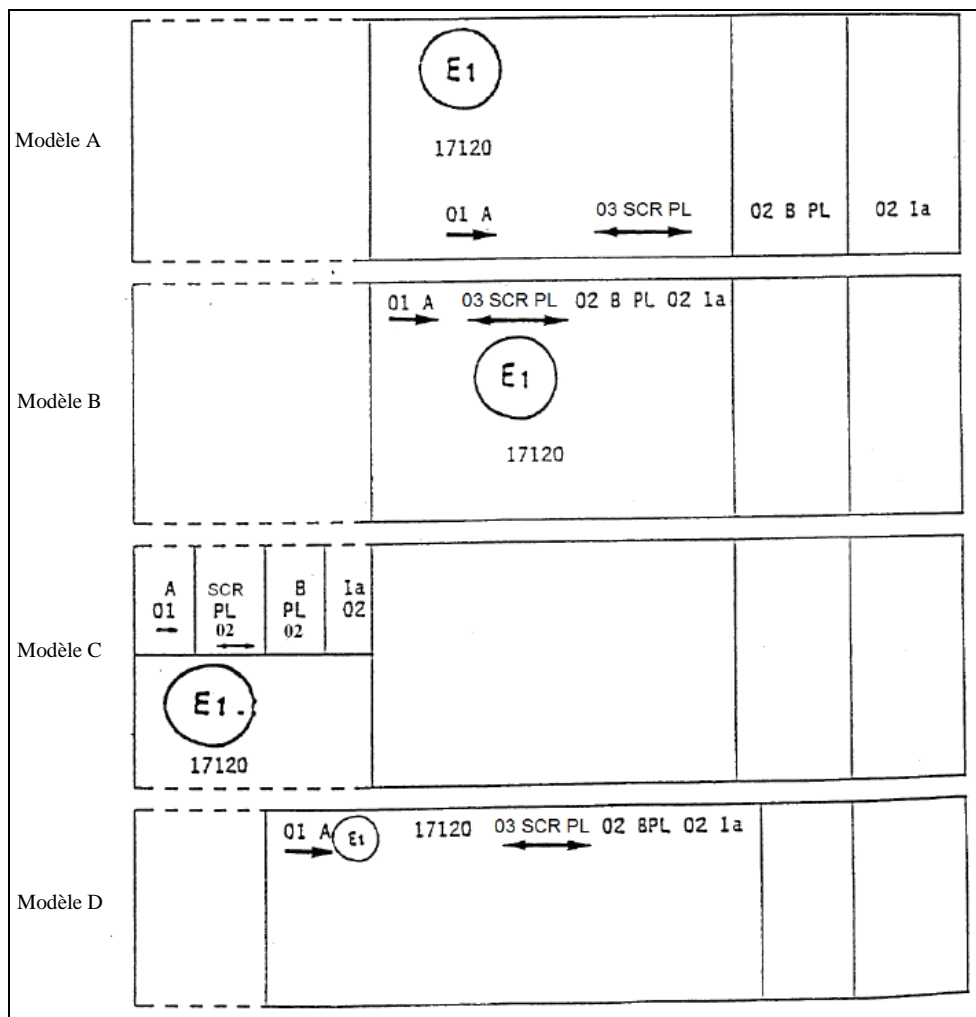 Modèle A
E1
17120
01 A 03 SCR PL 02 B PL 02 Ia
Modèle B
01 A 03 SCR PL 02 B PL 02 Ia
E1
17120
Modèle C
A SCR B Ia
01 PL PL 02
02 02
E1
17120
Modèle D
01 A E1 17120 03 SCR PL 02 BPL 02 Ia